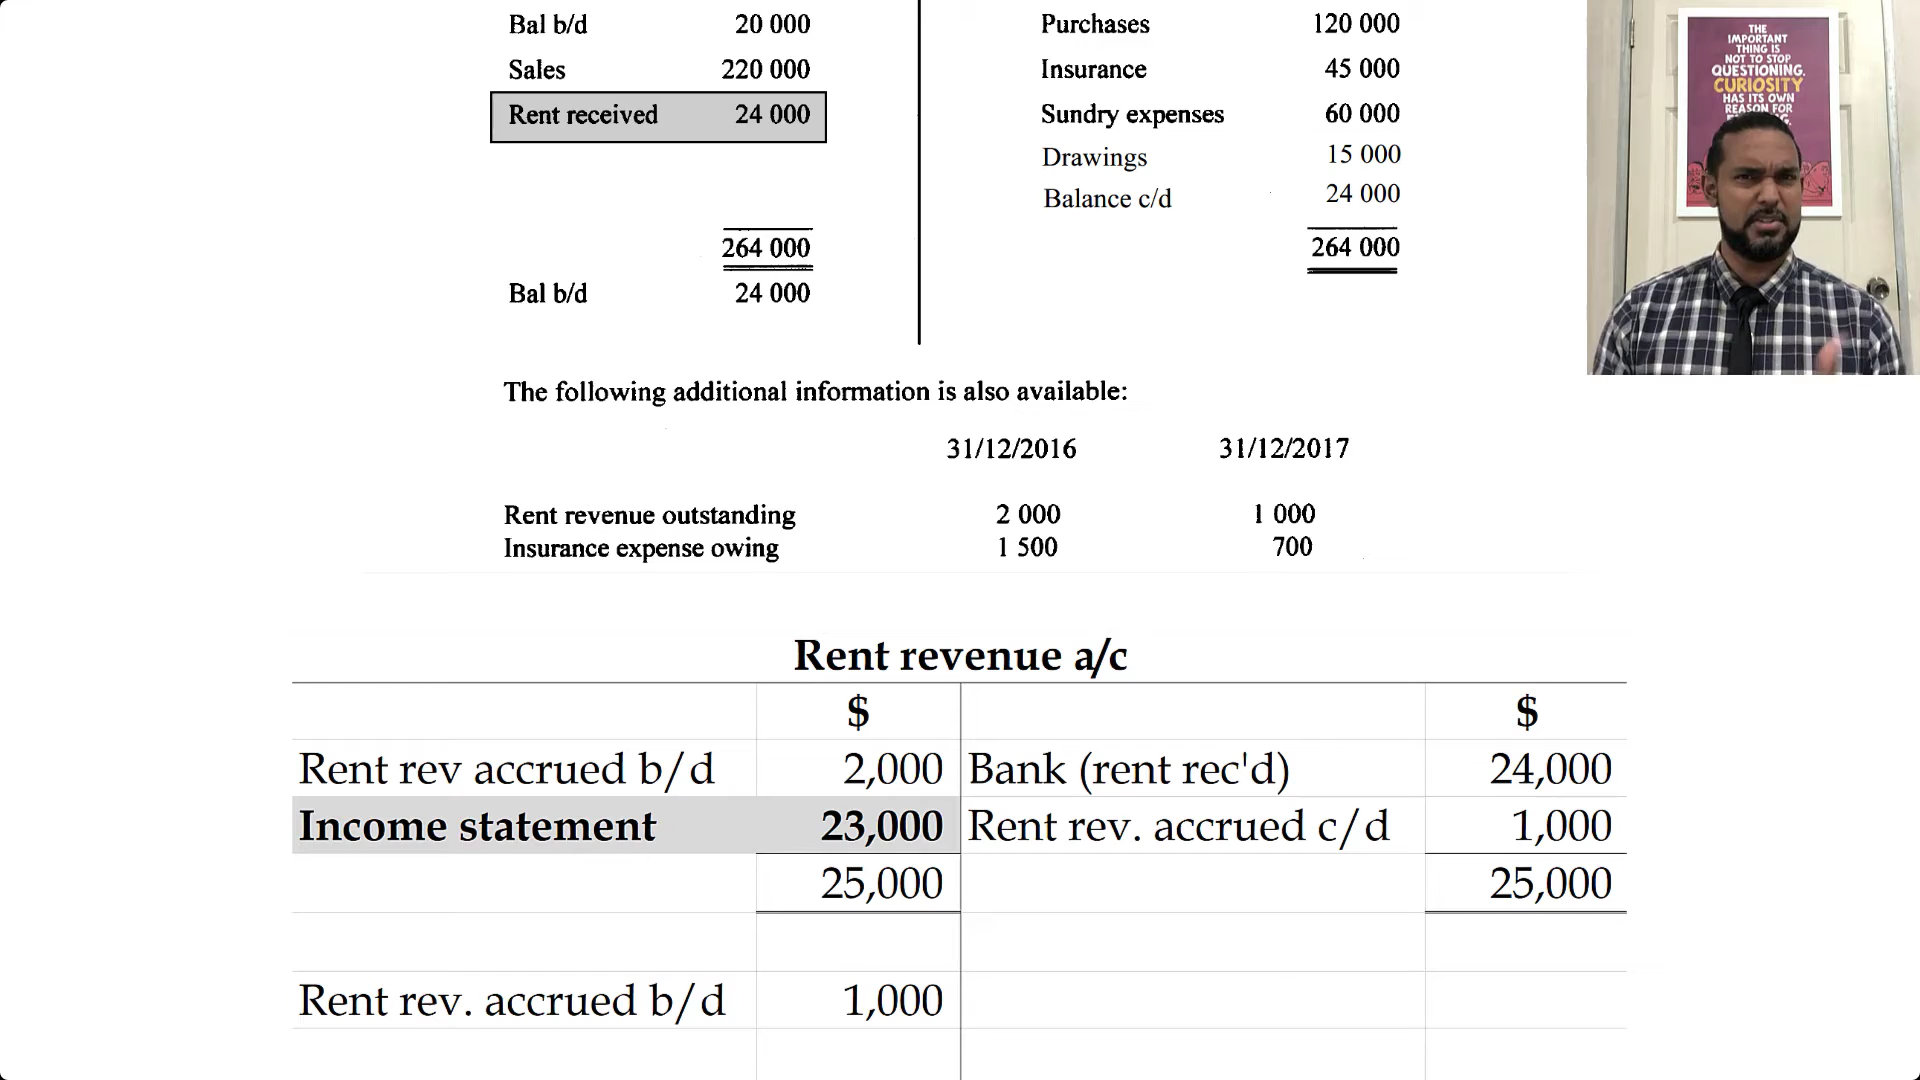 Bal b/d 20 000 Purchases 120 000
Sales 220 000 Insurance 45 000
Rent received 24 000 Sundry expenses 60 000
Drawings 15 000
Balance c/d 24 000
264 000 264 000
Bal b/d 24 000
The following additional information is also available:
31/12/2016 31/12/2017
Rent revenue outstanding 2 000 1 000
Insurance expense owing 1 500 700
Rent revenue a/c
$ $
Rent rev accrued b/d 2,000 Bank (rent rec'd) 24,000
Income statement 23,000 Rent rev. accrued c/d 1,000
25,000 25,000
Rent rev. accrued b/d 1,000
THE
IMPORTANT
THING IS
NOT TO STOP
QUESTIONING.
CURIOSITY
HAS ITS OWN
REASON FOR